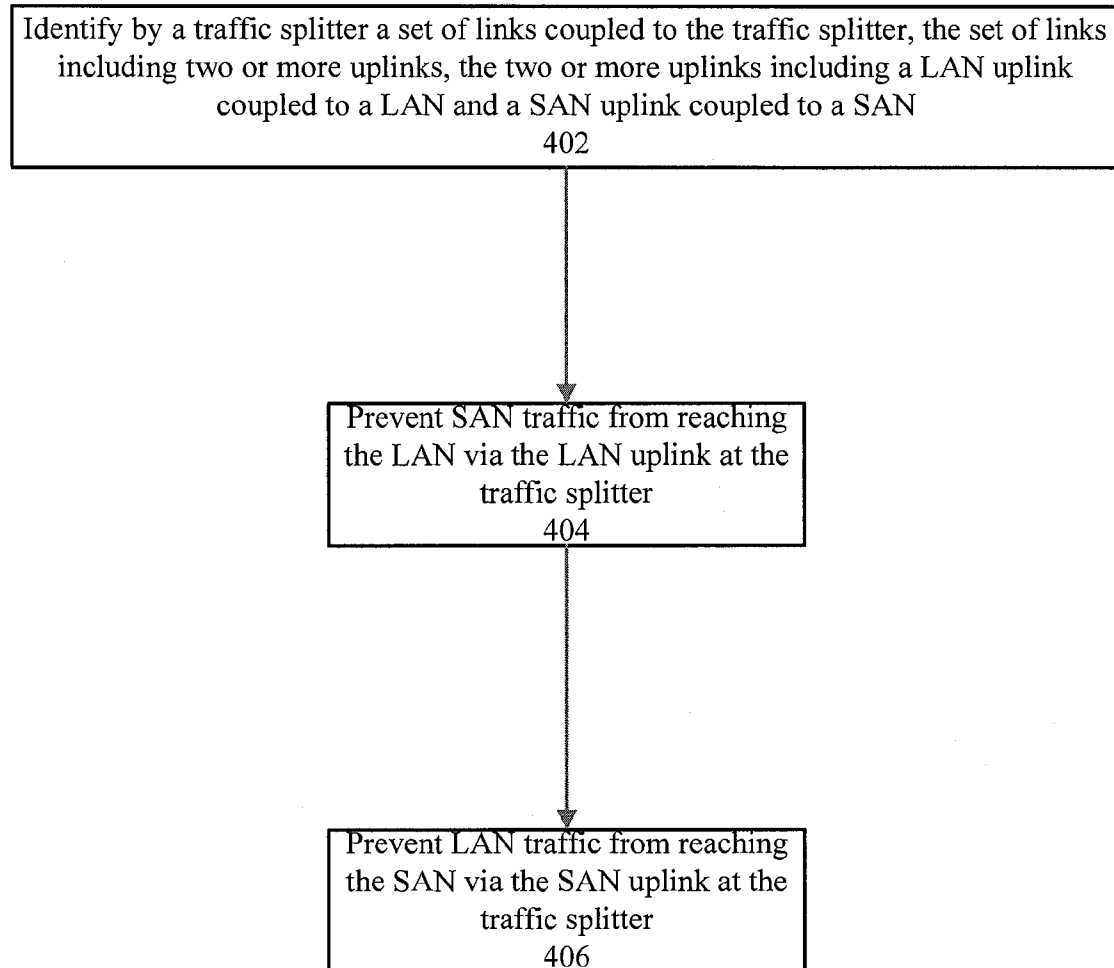 Identify by a traffic splitter a set of links coupled to the traffic splitter, the set of links
including two or more uplinks, the two or more uplinks including a LAN uplink
coupled to a LAN and a SAN uplink coupled to a SAN
402
Prevent SAN traffic from reaching
the LAN via the LAN uplink at the
traffic splitter
404
Prevent LAN traffic from reaching
the SAN via the SAN uplink at the
traffic splitter
406